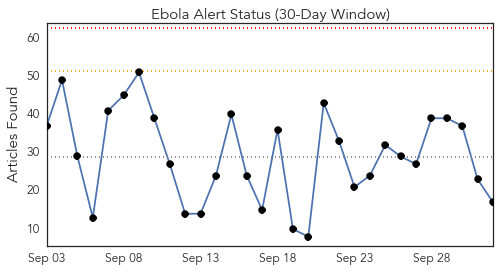 Ebola Alert Status (30-Day Window)
Articles Found
60
50
40
30
20
10
Sep 03 Sep 08 Sep 13 Sep 18 Sep 23 Sep 28